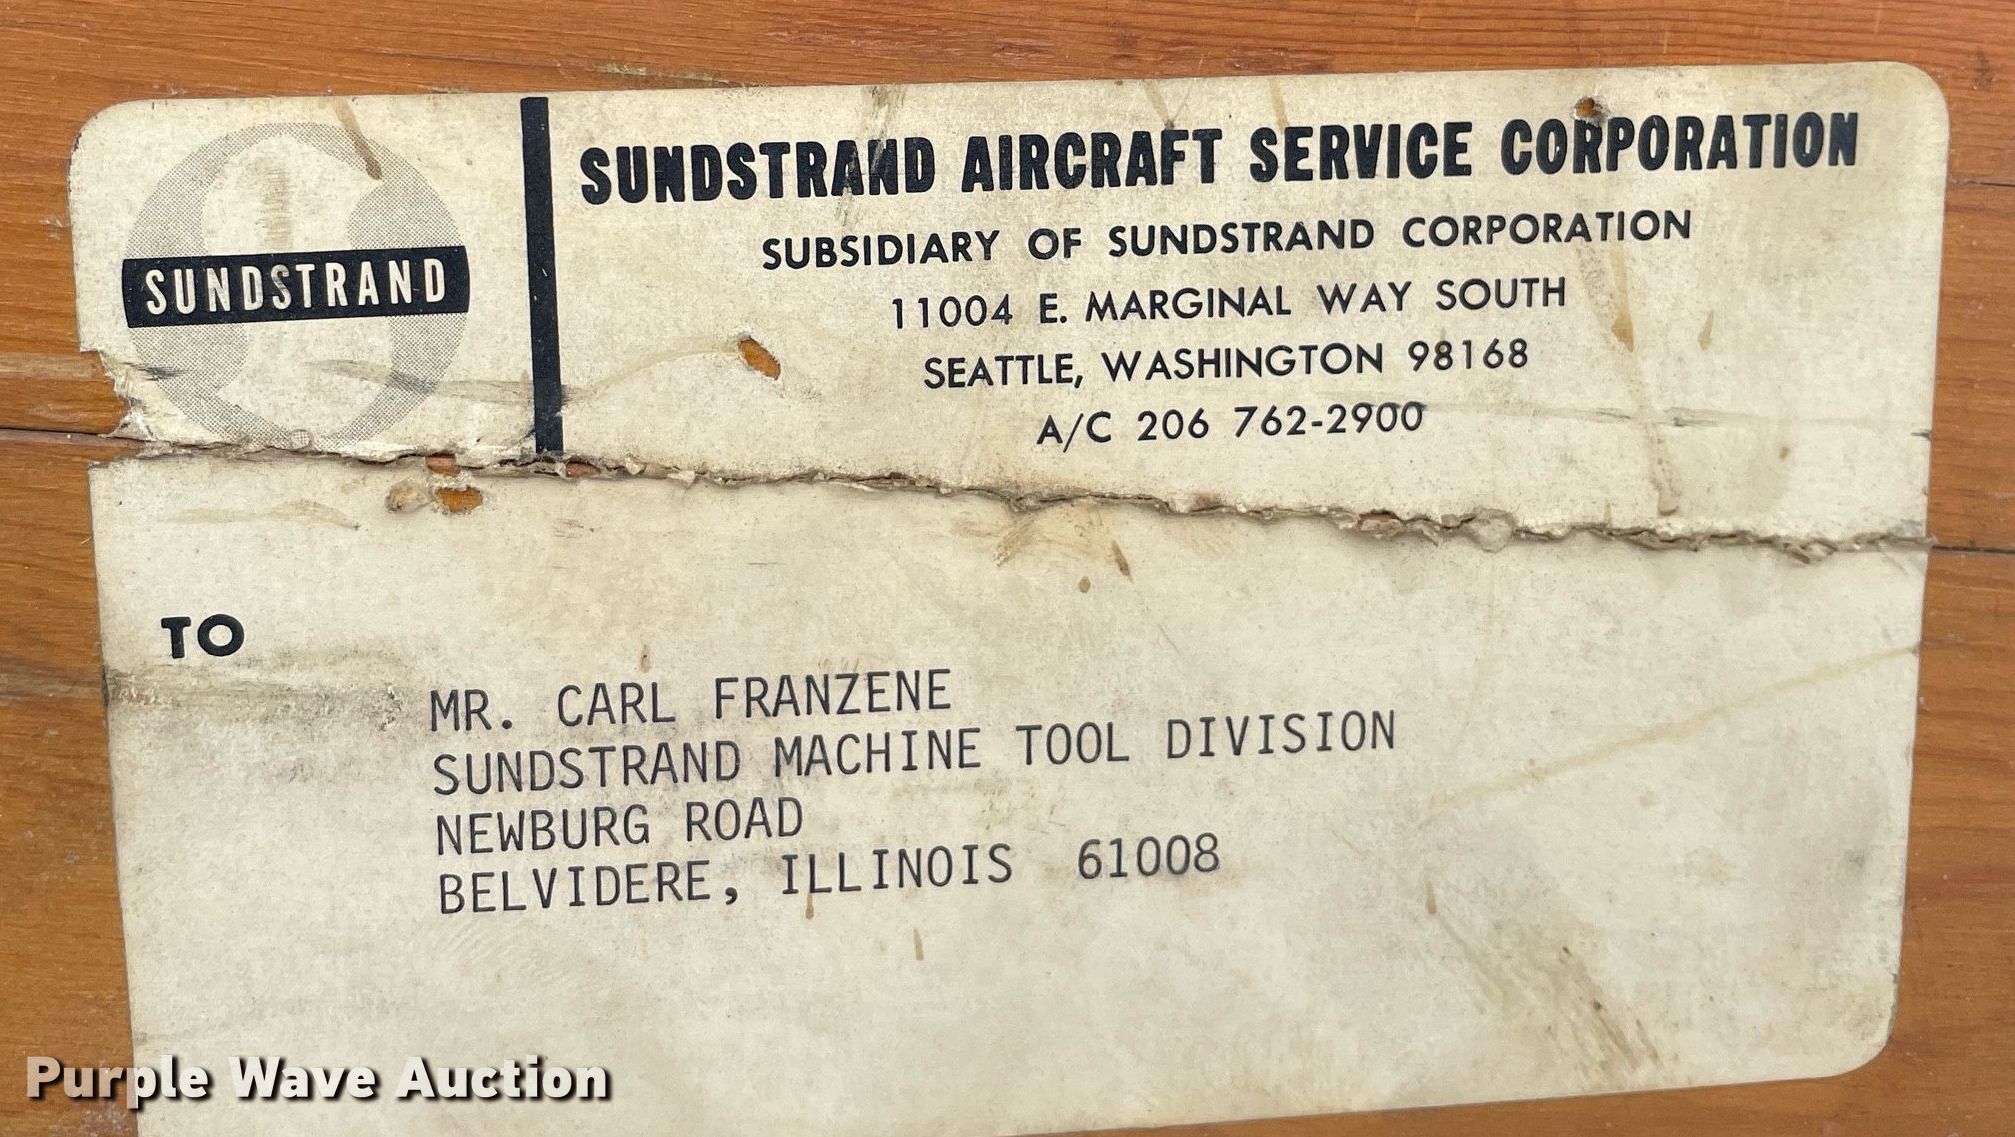 SUNDSTRAND
SUNDSTRAND AIRCRAFT SERVICE CORPORATION
SUBSIDIARY OF SUNDSTRAND CORPORATION
11004 E. MARGINAL WAY SOUTH
SEATTLE, WASHINGTON 98168
A/C 206 762-2900
TO
MR. CARL FRANZENE
SUNDSTRAND MACHINE TOOL DIVISION
NEWBURG ROAD
BELVIDERE, ILLINOIS 61008
Purple Wave Auction